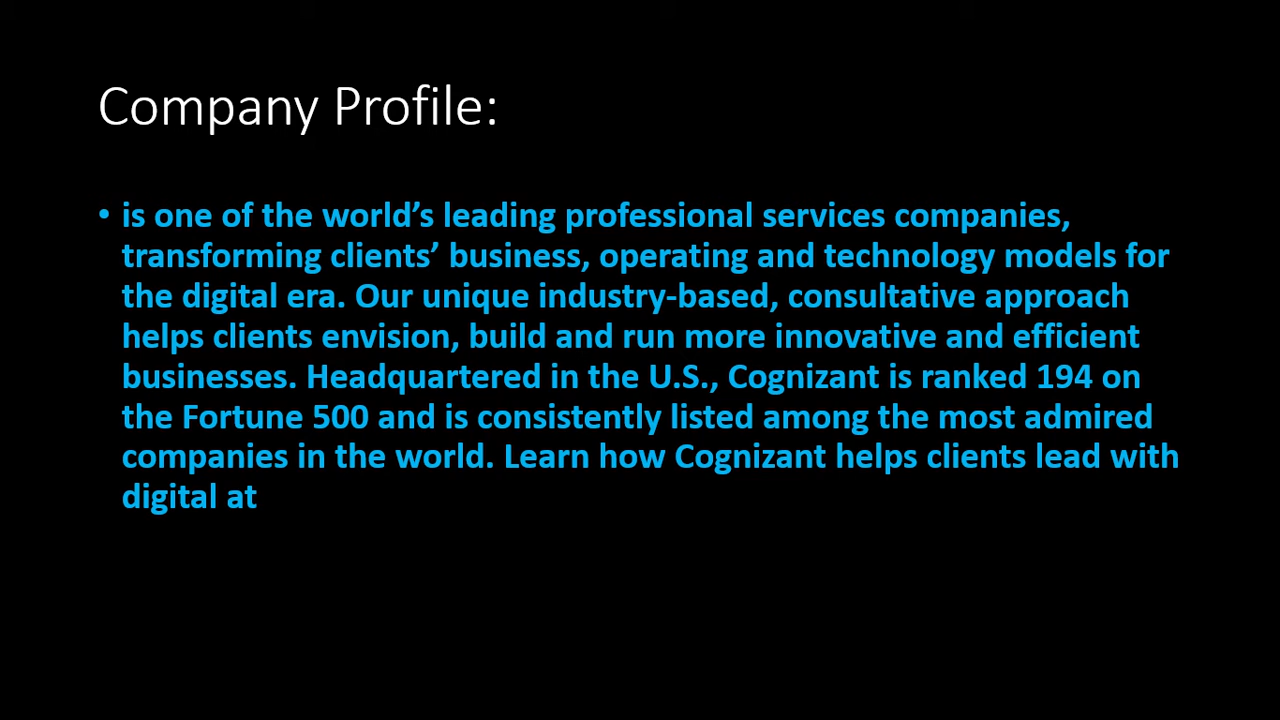 Company Profile:
• is one of the world’s leading professional services companies,
transforming clients’ business, operating and technology models for
the digital era. Our unique industry-based, consultative approach
helps clients envision, build and run more innovative and efficient
businesses. Headquartered in the U.S., Cognizant is ranked 194 on
the Fortune 500 and is consistently listed among the most admired
companies in the world. Learn how Cognizant helps clients lead with
digital at